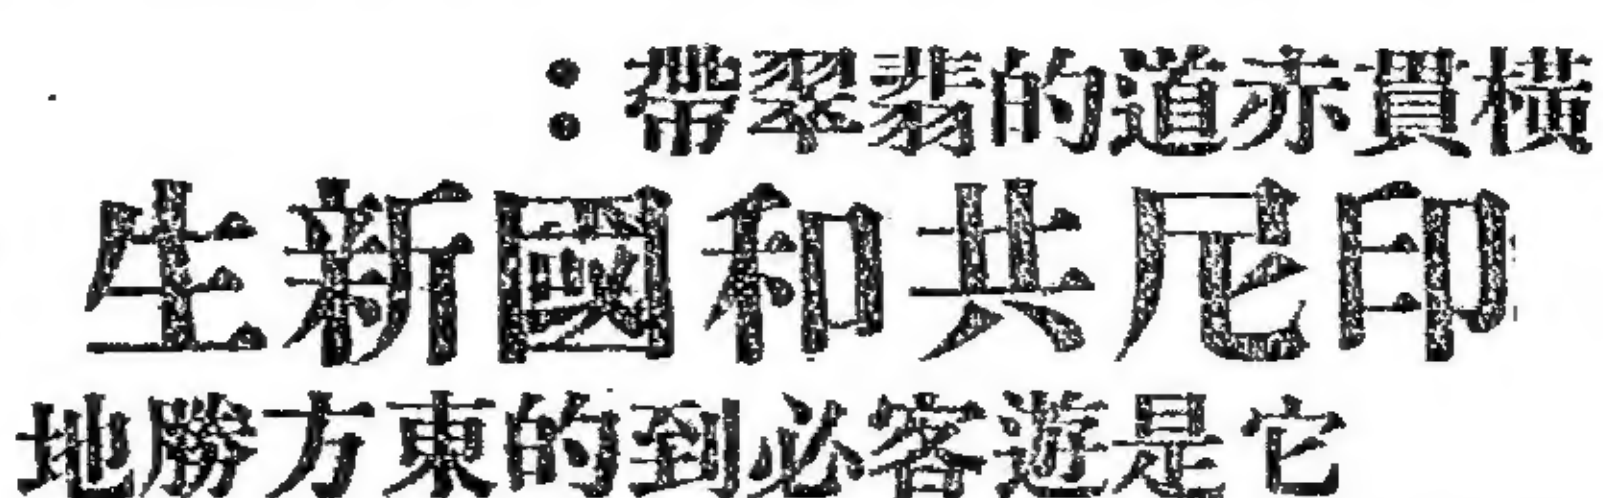 橫貫赤道的翡翠帶：
印尼共和國新生
它是遊客必到的東方勝地